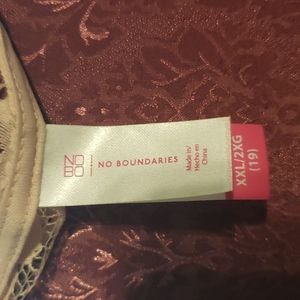 NO
BO
NO BOUNDARIES
Made in/
Hecho en
China
XXL/2XG
(19)